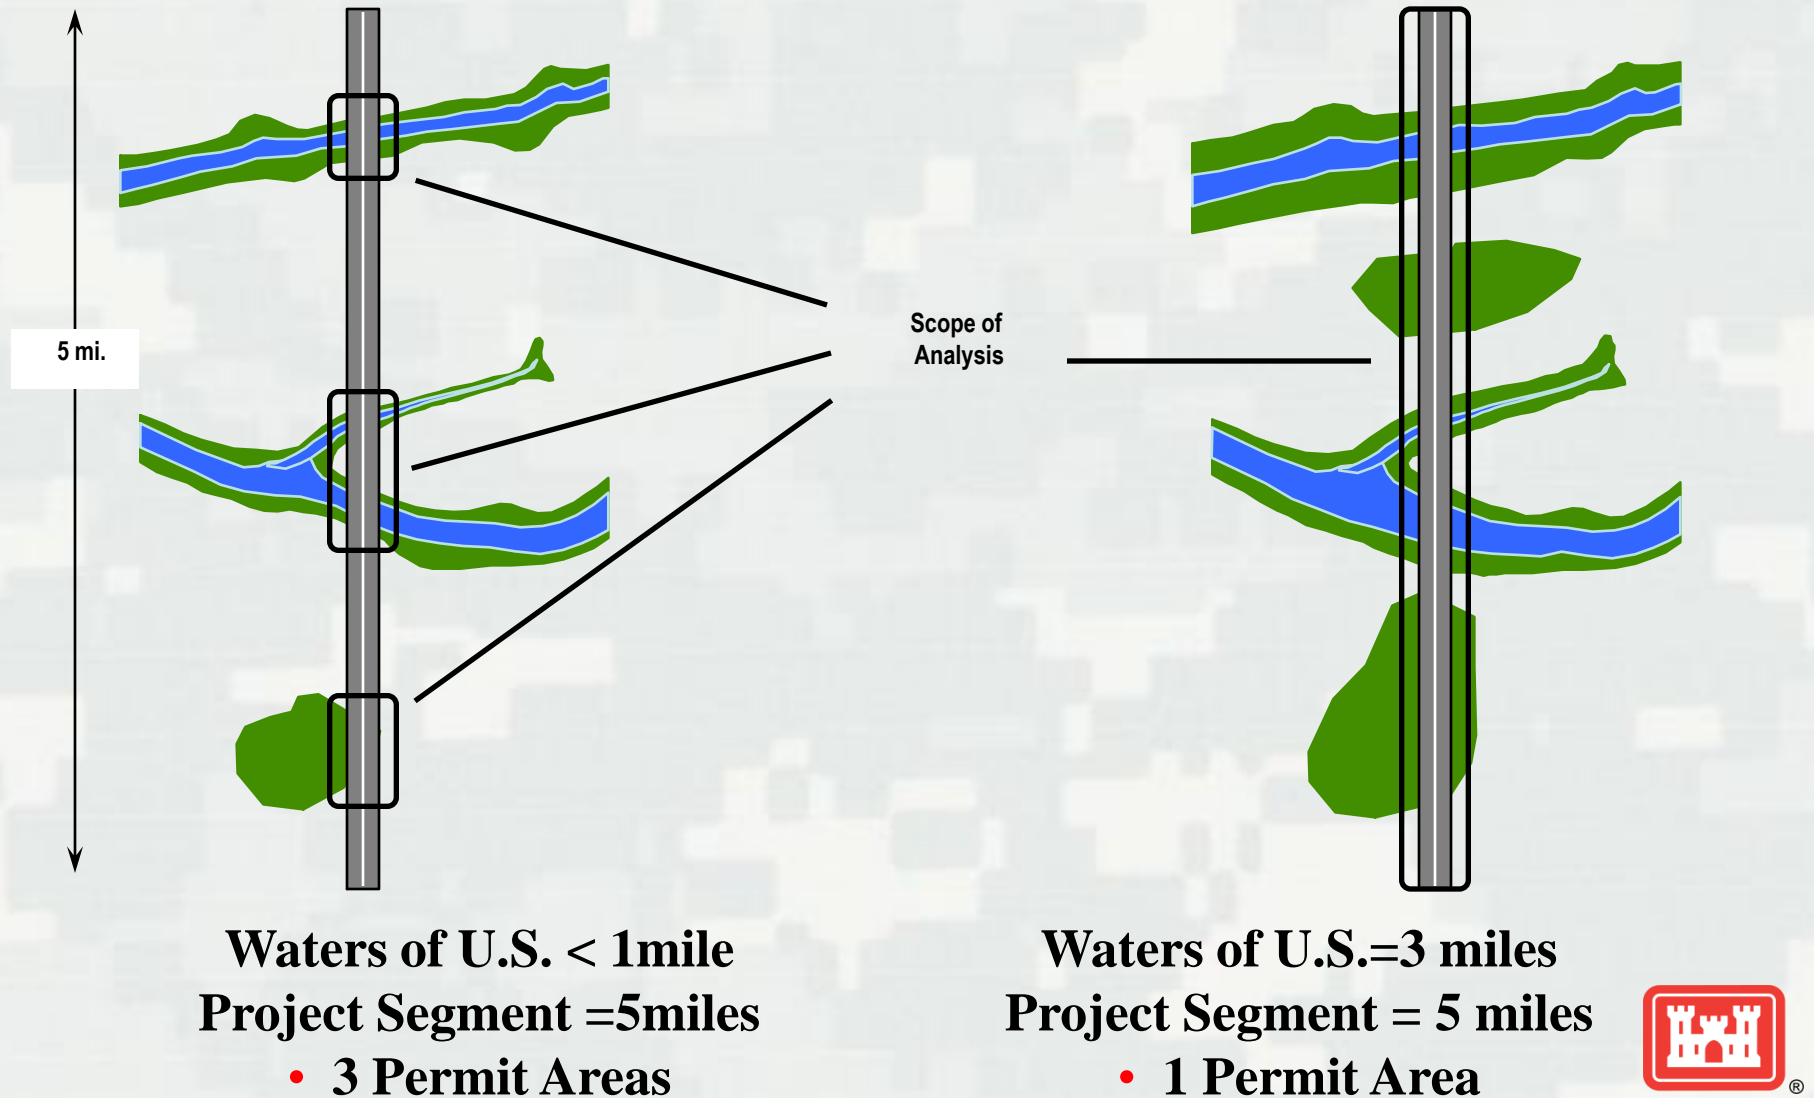 5 mi.
Scope of
Analysis
Waters of U.S. < 1mile
Project Segment =5miles
• 3 Permit Areas
Waters of U.S.=3 miles
Project Segment = 5 miles
• 1 Permit Area
®